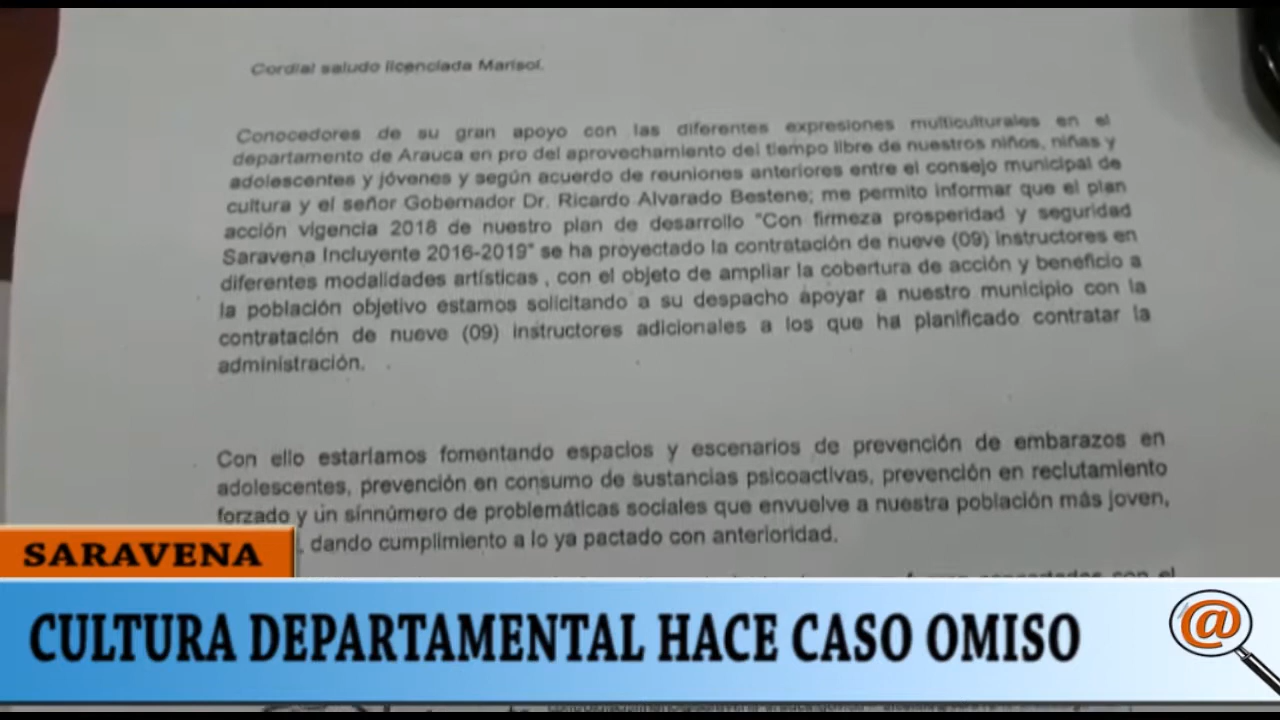 Cordial saludo licenciada Marisol.
Conocedores de su gran apoyo con las diferentes expresiones multiculturales en el
departamento de Arauca en pro del aprovechamiento del tiempo libre de nuestros niños, niñas y
adolescentes y jóvenes y según acuerdo de reuniones anteriores entre el consejo municipal de
cultura y el señor Gobernador Dr. Ricardo Alvarado Bestene; me permito informar que el plan
acción vigencia 2018 de nuestro plan de desarrollo "Con firmeza prosperidad y seguridad
Saravena Incluyente 2016-2019" se ha proyectado la contratación de nueve (09) instructores en
diferentes modalidades artísticas , con el objeto de ampliar la cobertura de acción y beneficio a
la población objetivo estamos solicitando a su despacho apoyar a nuestro municipio con la
contratación de nueve (09) instructores adicionales a los que ha planificado contratar la
administración.
Con ello estaríamos fomentando espacios y escenarios de prevención de embarazos en
adolescentes, prevención en consumo de sustancias psicoactivas, prevención en reclutamiento
forzado y un sinnúmero de problemáticas sociales que envuelve a nuestra población más joven,
, dando cumplimiento a lo ya pactado con anterioridad.
con el
SARAVENA
CULTURA DEPARTAMENTAL HACE CASO OMISO
@